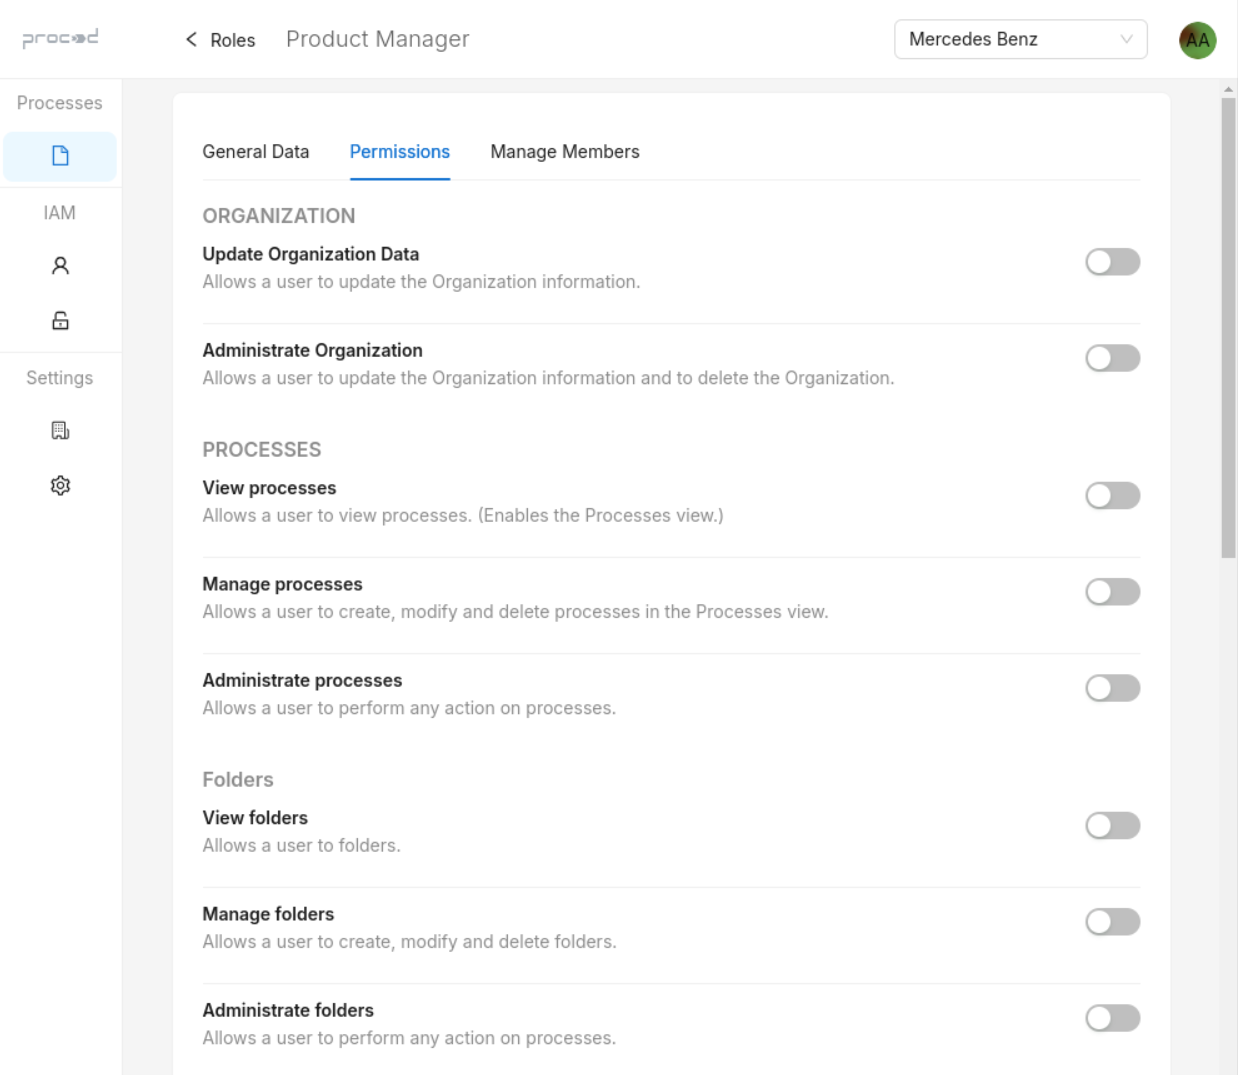 proceed
Roles
Product Manager
Mercedes Benz
AA
Processes
IAM
Settings
General Data
Permissions
Manage Members
ORGANIZATION
Update Organization Data
Allows a user to update the Organization information.
Administrate Organization
Allows a user to update the Organization information and to delete the Organization.
PROCESSES
View processes
Allows a user to view processes. (Enables the Processes view.)
Manage processes
Allows a user to create, modify and delete processes in the Processes view.
Administrate processes
Allows a user to perform any action on processes.
Folders
View folders
Allows a user to folders.
Manage folders
Allows a user to create, modify and delete folders.
Administrate folders
Allows a user to perform any action on processes.